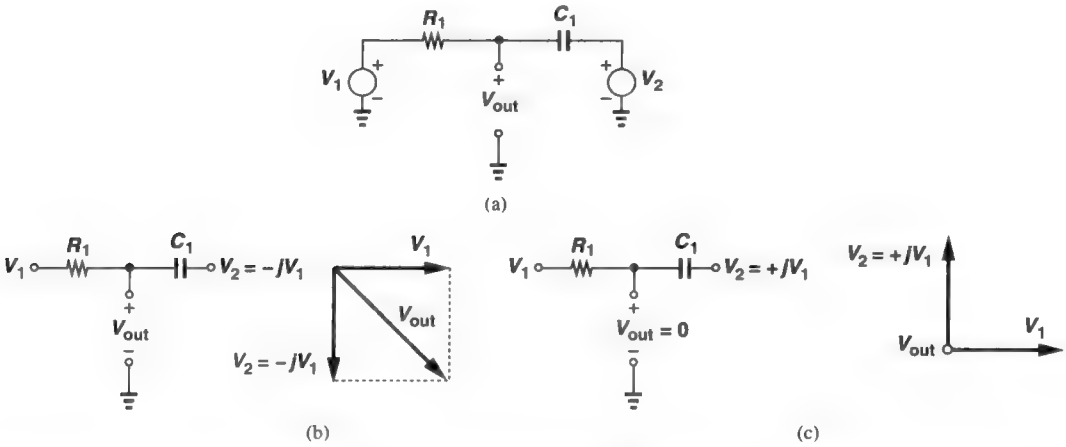 R1 C1
V1 + − + Vout + − V2
(a)
V1 R1 C1 V2 = −jV1
+ Vout −
V1
Vout
V2 = −jV1
(b)
V1 R1 C1 V2 = +jV1
+ Vout = 0 −
V2 = +jV1
V1
Vout
(c)